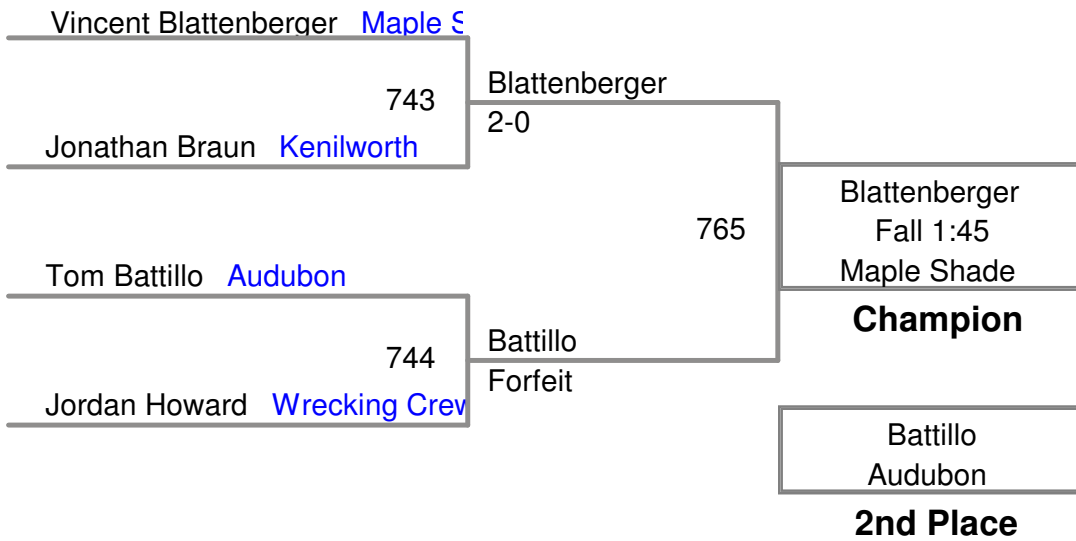 Vincent Blattenberger Maple S
743
Blattenberger
2-0
Jonathan Braun Kenilworth
765
Blattenberger
Fall 1:45
Maple Shade
Champion
Tom Battillo Audubon
744
Battillo
Forfeit
Jordan Howard Wrecking Crew
Battillo
Audubon
2nd Place